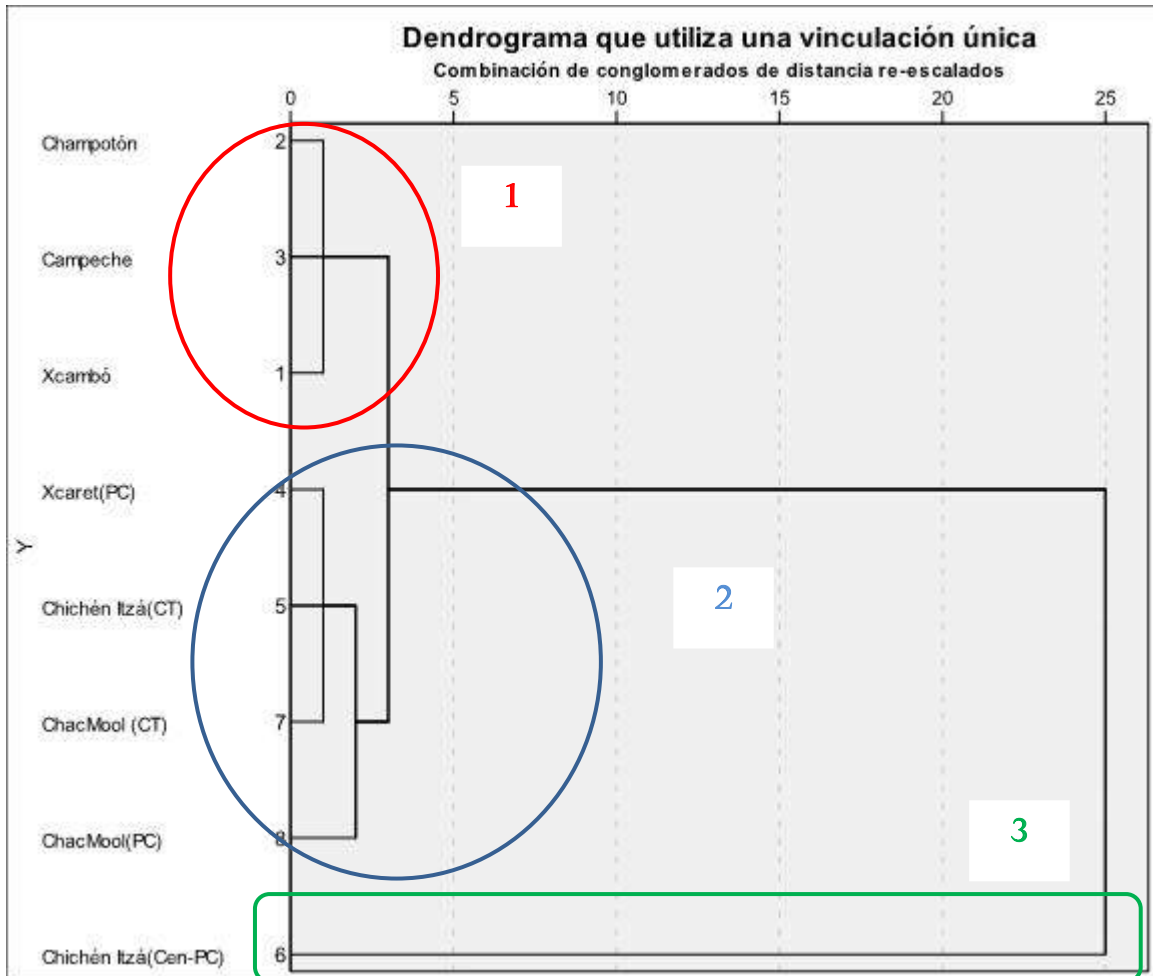 Dendrograma que utiliza una vinculación única
Combinación de conglomerados de distancia re-escalados
0 5 10 15 20 25
Champotón 2
1
Campeche 3
Xcambó 1
Xcaret(PC) 4
Y
Chichén Itzá(CT) 5
2
ChacMool (CT) 7
ChacMool(PC) 8
3
Chichén Itzá(Cen-PC) 6